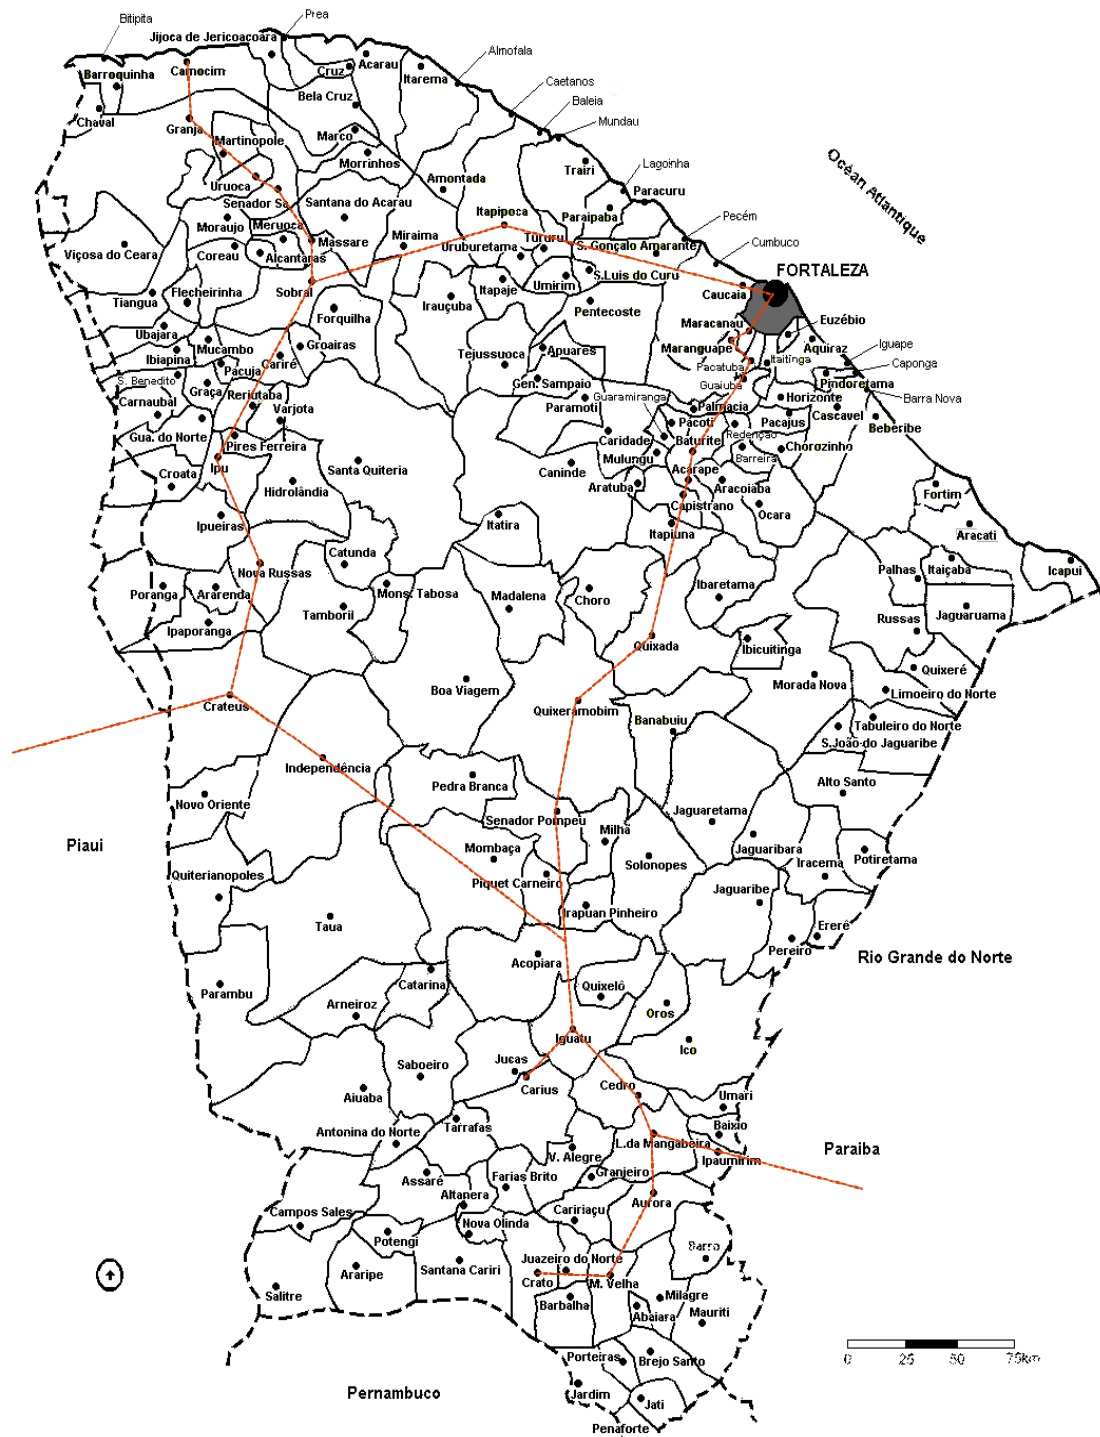 Bitipita
Prea
Jijoca de Jericoacoara
Almofala
Barroquinha
Camocim
Cruz
Acarau
Itarema
Caetanos
Baleia
Bela Cruz
Chaval
Granja
Mundau
Martinopole
Marco
Lagoinha
Océan Atlantique
Morrinhos
Trairi
Uruoca
Amontada
Paracuru
Senador Sa
Santana do Acarau
Itapipoca
Paraipaba
Pecém
Moraujo
Meruoca
Massare
Miraima
Uruburetama
Tururu
S. Gonçalo Amarante
Cumbuco
Viçosa do Ceara
Coreau
Alcantaras
S.Luis do Curu
FORTALEZA
Tiangua
Flecheirinha
Sobral
Irauçuba
Itapaje
Umirim
Caucaia
Pentecoste
Forquilha
Euzébio
Ubajara
Maracanau
Ibiapina
Mucambo
Groairas
Tejussuoca
Apuares
Maranguape
Aquiraz
Iguape
Pacuja
Cariré
Pacatuba
Itaitinga
Caponga
S. Benedito
Graça
Gen. Sampaio
Guaiuba
Pindoretama
Carnaubal
Reriutaba
Varjota
Paramoti
Guaramiranga
Palmacia
Horizonte
Cascavel
Barra Nova
Gua. do Norte
Pires Ferreira
Caridade
Pacoti
Redenção
Pacajus
Beberibe
Ipu
Mulungu
Baturite
Barreira
Chorozinho
Croata
Santa Quiteria
Caninde
Acarape
Hidrolândia
Aratuba
Aracoiaba
Fortim
Ipueiras
Itatira
Capistrano
Ocara
Itapiuna
Aracati
Catunda
Nova Russas
Palhas
Itaiçaba
Icapui
Poranga
Ararenda
Mons. Tabosa
Madalena
Choro
Ibaretama
Tamboril
Jaguaruama
Ipaporanga
Russas
Quixada
Ibicuitinga
Quixeré
Boa Viagem
Morada Nova
Crateus
Quixeramobim
Limoeiro do Norte
Banabuiu
Tabuleiro do Norte
S.João do Jaguaribe
Independência
Pedra Branca
Alto Santo
Novo Oriente
Senador Pompeu
Jaguaretama
Piaui
Milhã
Mombaça
Solonopes
Jaguaribara
Iracema
Potiretama
Quiterianopoles
Piquet Carneiro
Jaguaribe
Irapuan Pinheiro
Taua
Ererê
Pereiro
Acopiara
Rio Grande do Norte
Parambu
Catarina
Quixelô
Arneiroz
Oros
Iguatu
Ico
Saboeiro
Jucas
Carius
Cedro
Aiuaba
Umari
Antonina do Norte
Tarrafas
Baixio
L.da Mangabeira
Paraiba
V. Alegre
Ipaumirim
Assaré
Farias Brito
Granjeiro
Altanera
Aurora
Campos Sales
Caririaçu
Nova Olinda
Potengi
Barro
Araripe
Santana Cariri
Juazeiro do Norte
Crato
M. Velha
Salitre
Barbalha
Milagre
Abaiara
Mauriti
Porteiras
Brejo Santo
0 25 50 75km
Pernambuco
Jardim
Jati
Penaforte